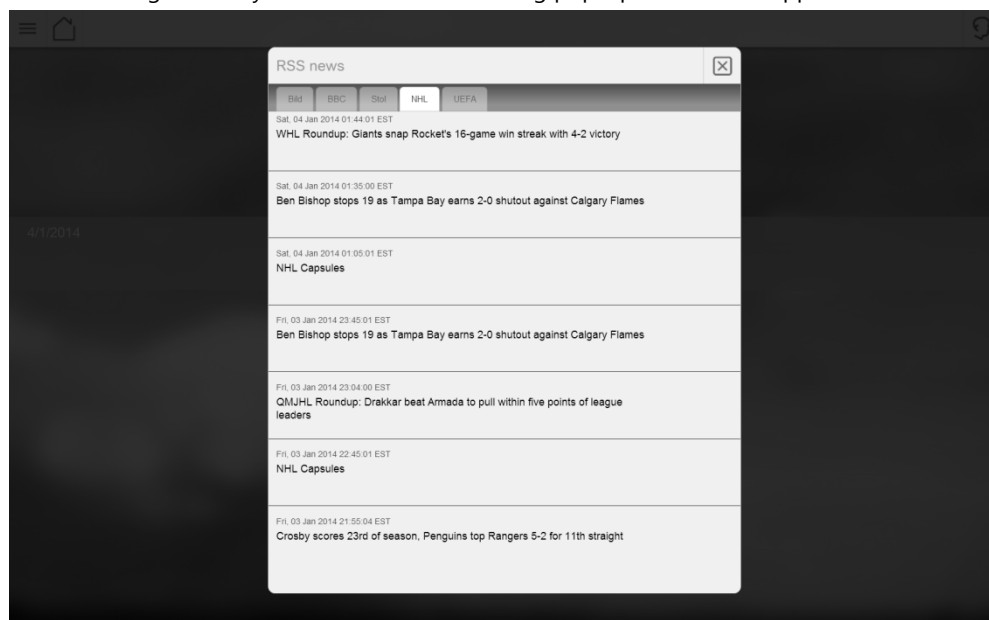 RSS news
Bild BBC Stol NHL UEFA
Sat, 04 Jan 2014 01:44:01 EST
WHL Roundup: Giants snap Rocket's 16-game win streak with 4-2 victory
Sat, 04 Jan 2014 01:35:00 EST
Ben Bishop stops 19 as Tampa Bay earns 2-0 shutout against Calgary Flames
4/1/2014
Sat, 04 Jan 2014 01:05:01 EST
NHL Capsules
Fri, 03 Jan 2014 23:45:01 EST
Ben Bishop stops 19 as Tampa Bay earns 2-0 shutout against Calgary Flames
Fri, 03 Jan 2014 23:04:00 EST
QMJHL Roundup: Drakkar beat Armada to pull within five points of league
leaders
Fri, 03 Jan 2014 22:45:01 EST
NHL Capsules
Fri, 03 Jan 2014 21:55:04 EST
Crosby scores 23rd of season, Penguins top Rangers 5-2 for 11th straight